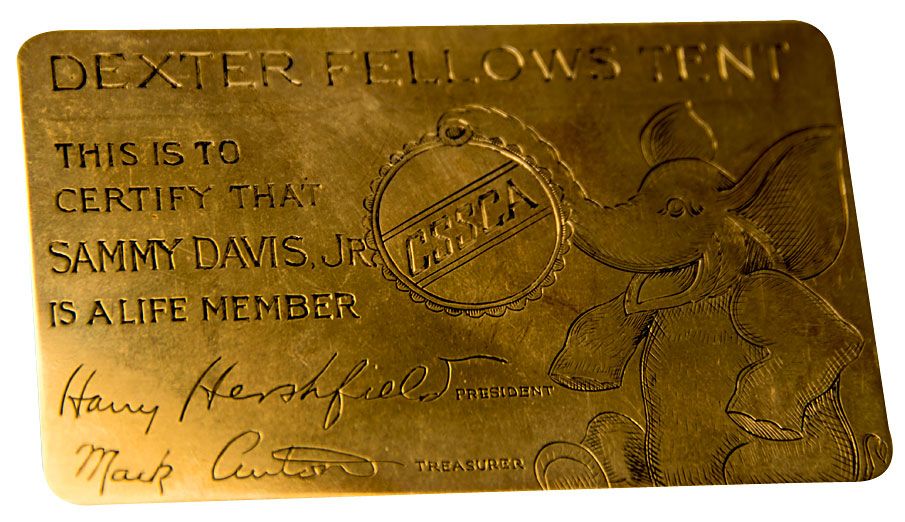 DEXTER FELLOWS TENT
THIS IS TO
CERTIFY THAT
SAMMY DAVIS, JR
IS A LIFE MEMBER
CSSCA
Harry Hershfield PRESIDENT
Mack TREASURER